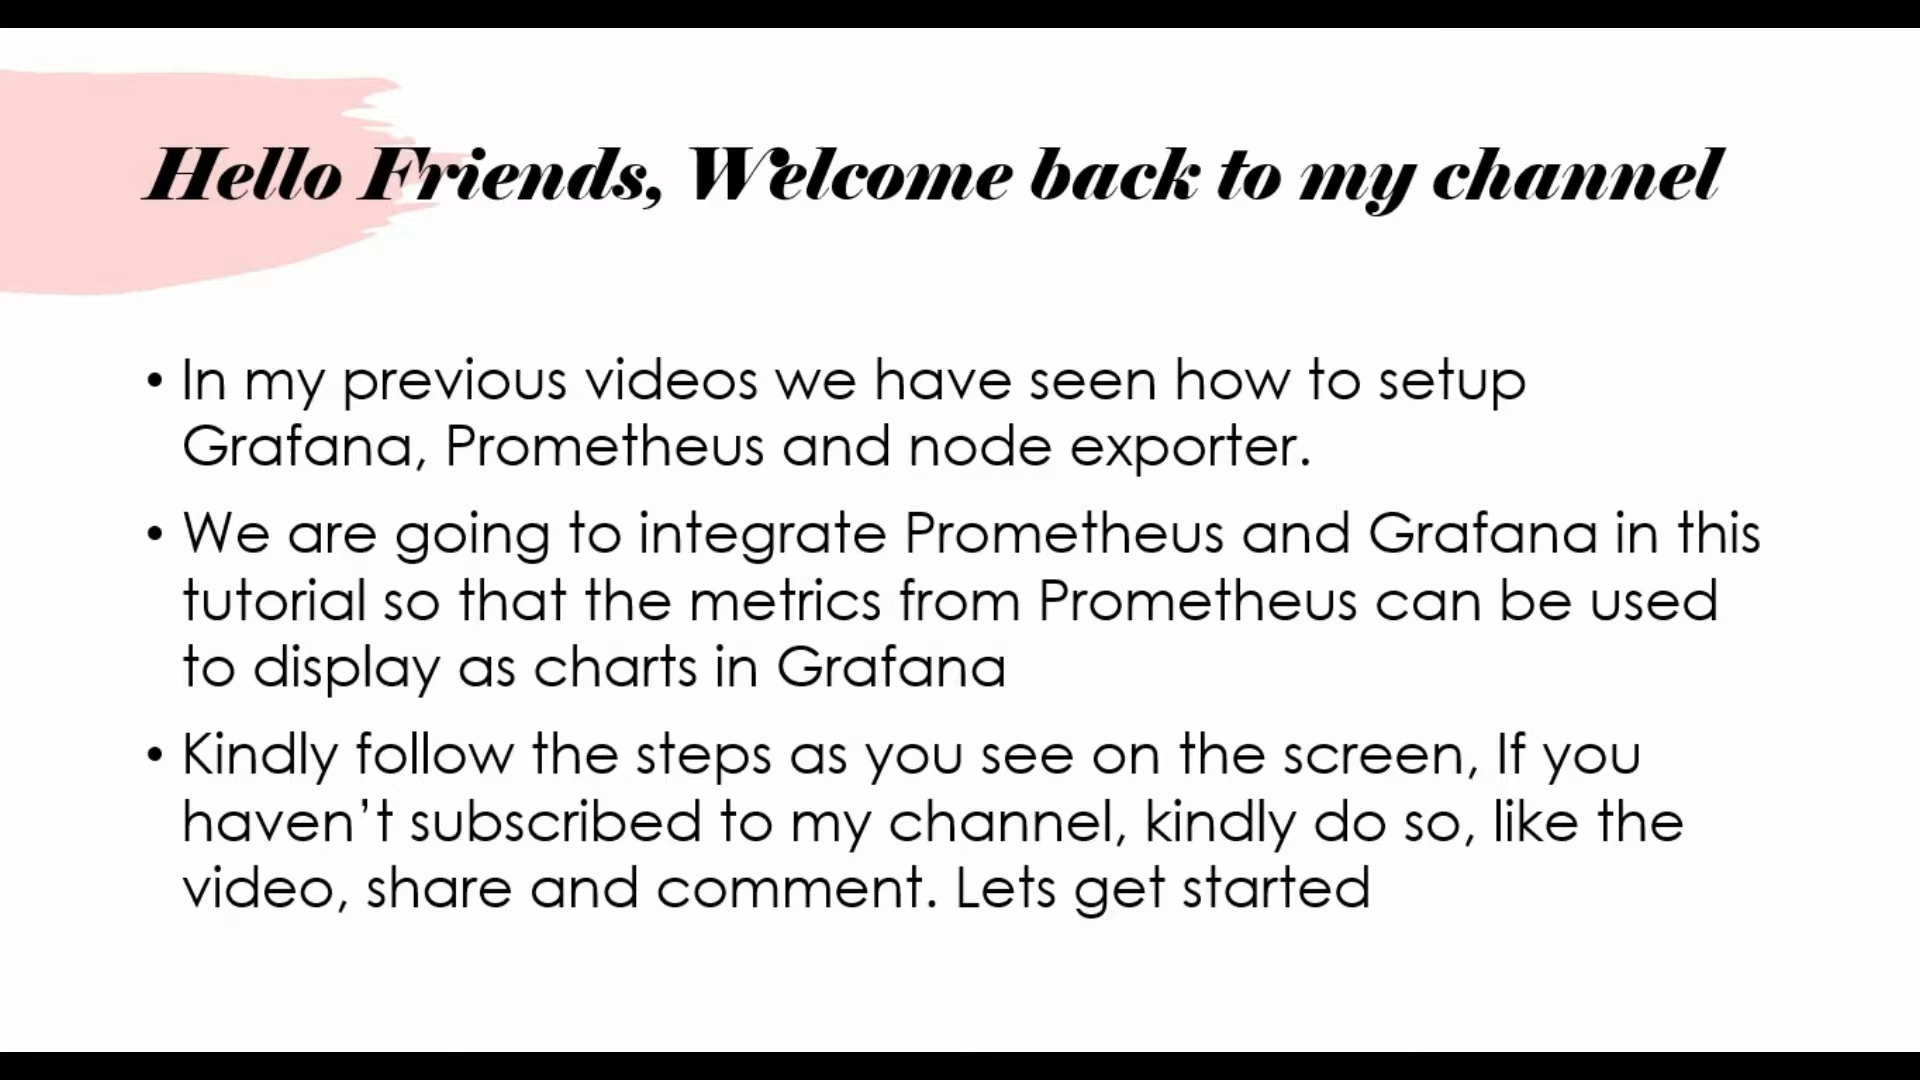 Hello Friends, Welcome back to my channel
• In my previous videos we have seen how to setup
Grafana, Prometheus and node exporter.
• We are going to integrate Prometheus and Grafana in this
tutorial so that the metrics from Prometheus can be used
to display as charts in Grafana
• Kindly follow the steps as you see on the screen, If you
haven’t subscribed to my channel, kindly do so, like the
video, share and comment. Lets get started